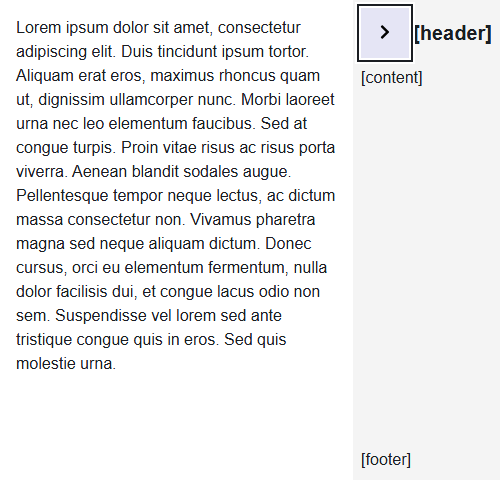 Lorem ipsum dolor sit amet, consectetur
adipiscing elit. Duis tincidunt ipsum tortor.
Aliquam erat eros, maximus rhoncus quam
ut, dignissim ullamcorper nunc. Morbi laoreet
urna nec leo elementum faucibus. Sed at
congue turpis. Proin vitae risus ac risus porta
viverra. Aenean blandit sodales augue.
Pellentesque tempor neque lectus, ac dictum
massa consectetur non. Vivamus pharetra
magna sed neque aliquam dictum. Donec
cursus, orci eu elementum fermentum, nulla
dolor facilisis dui, et congue lacus odio non
sem. Suspendisse vel lorem sed ante
tristique congue quis in eros. Sed quis
molestie urna.
[header]
[content]
[footer]